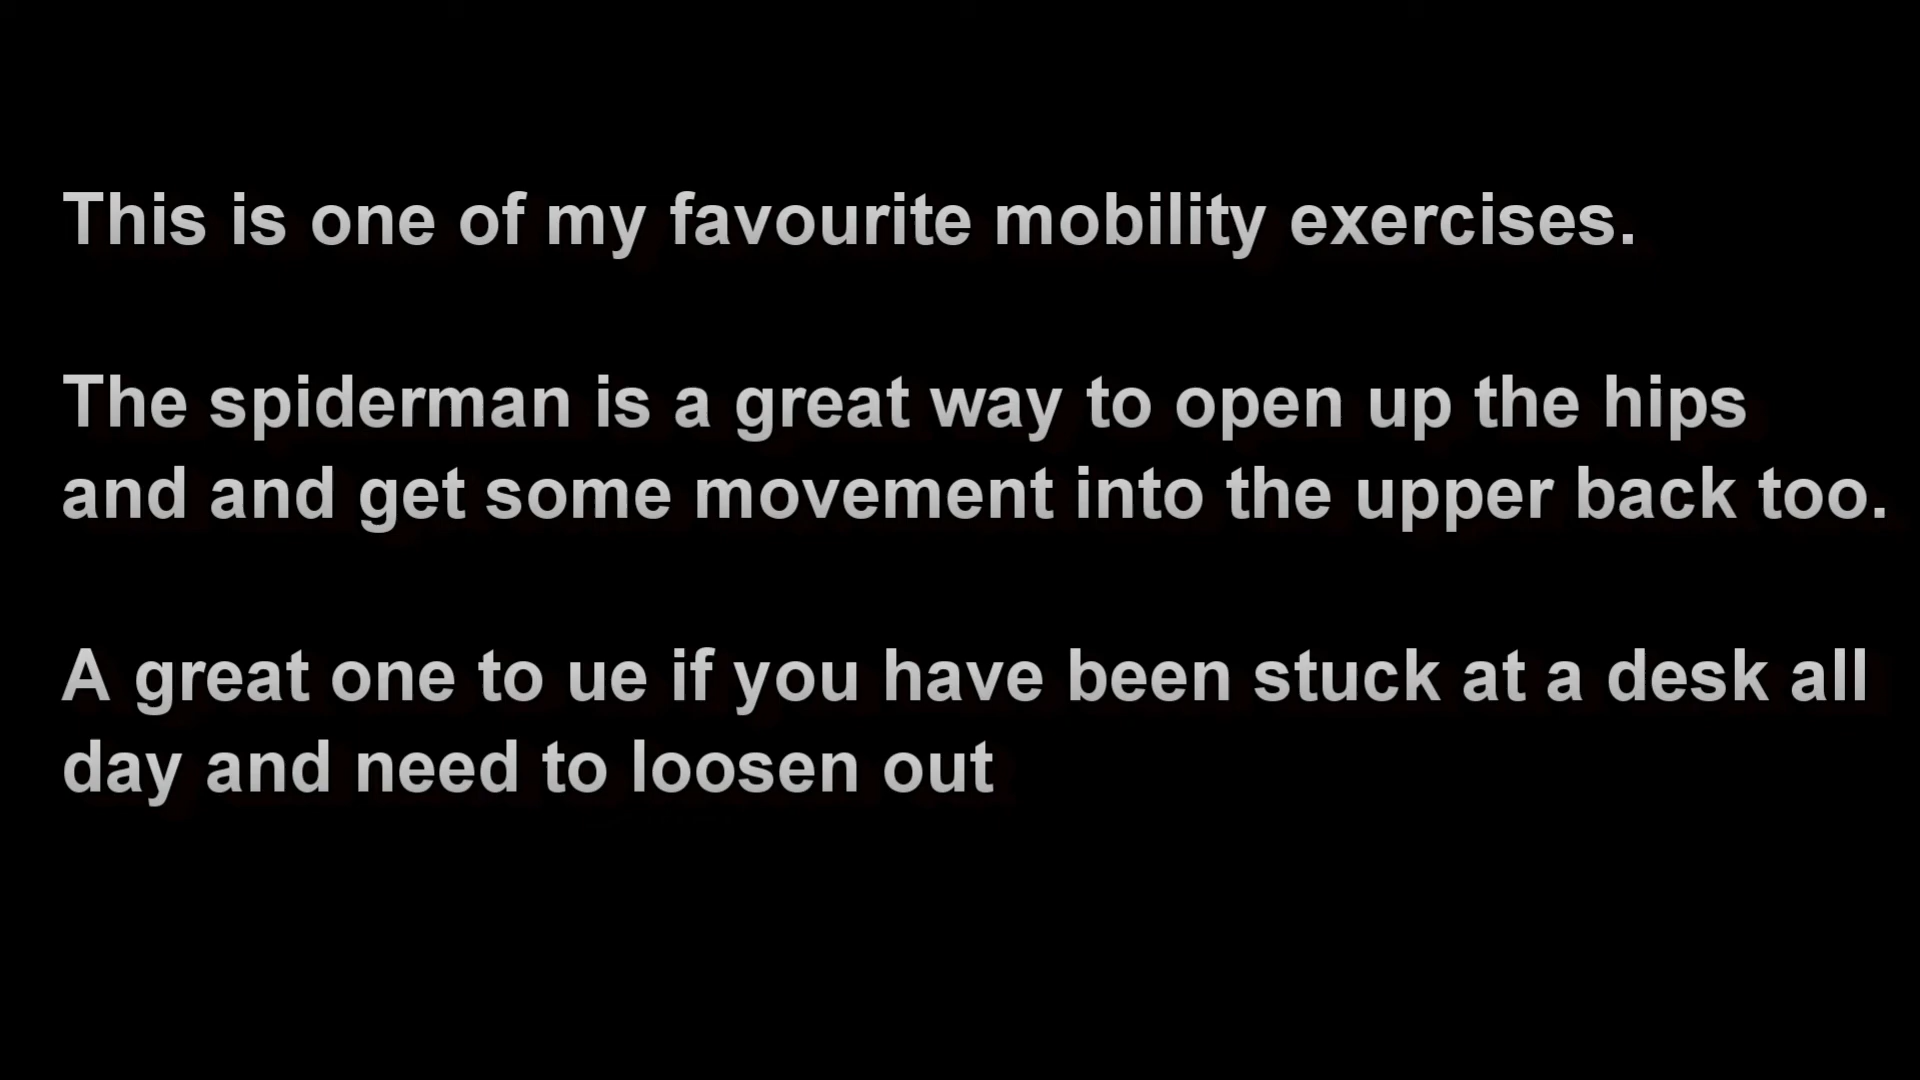 This is one of my favourite mobility exercises.
The spiderman is a great way to open up the hips
and and get some movement into the upper back too.
A great one to ue if you have been stuck at a desk all
day and need to loosen out